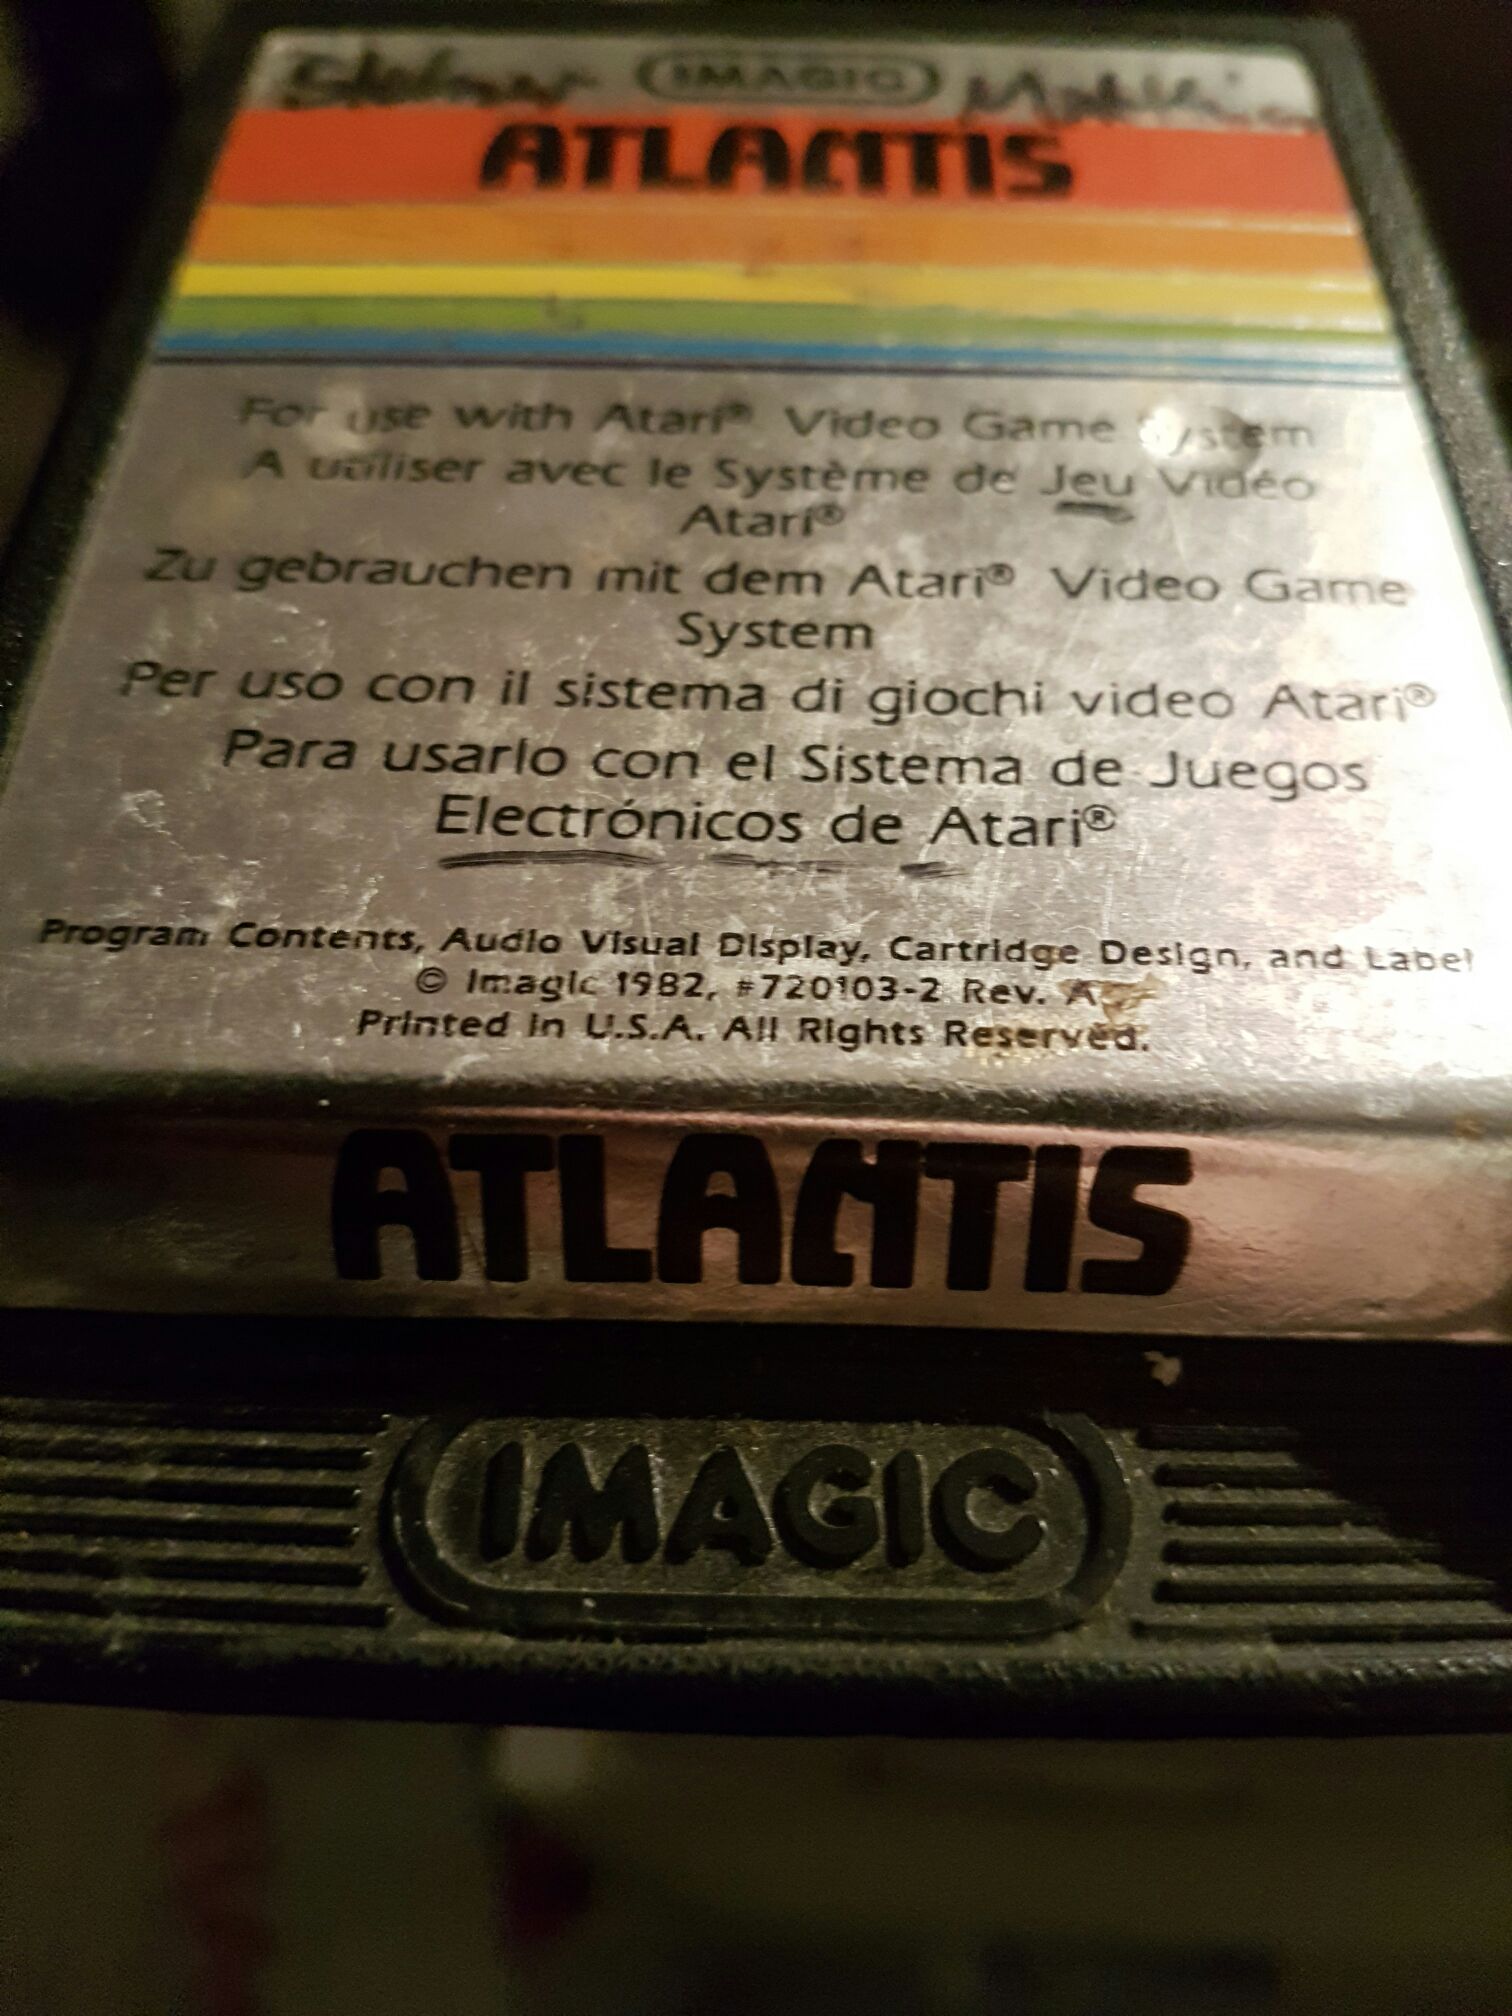 IMAGIC
ATLANTIS
For use with Atari® Video Game System
A utiliser avec le Système de Jeu Vidéo
Atari®
Zu gebrauchen mit dem Atari® Video Game
System
Per uso con il sistema di giochi video Atari®
Para usarlo con el Sistema de Juegos
Electrónicos de Atari®
Program Contents, Audio Visual Display, Cartridge Design, and Label
© Imagic 1982, #720103-2 Rev. A
Printed in U.S.A. All Rights Reserved.
ATLANTIS
IMAGIC